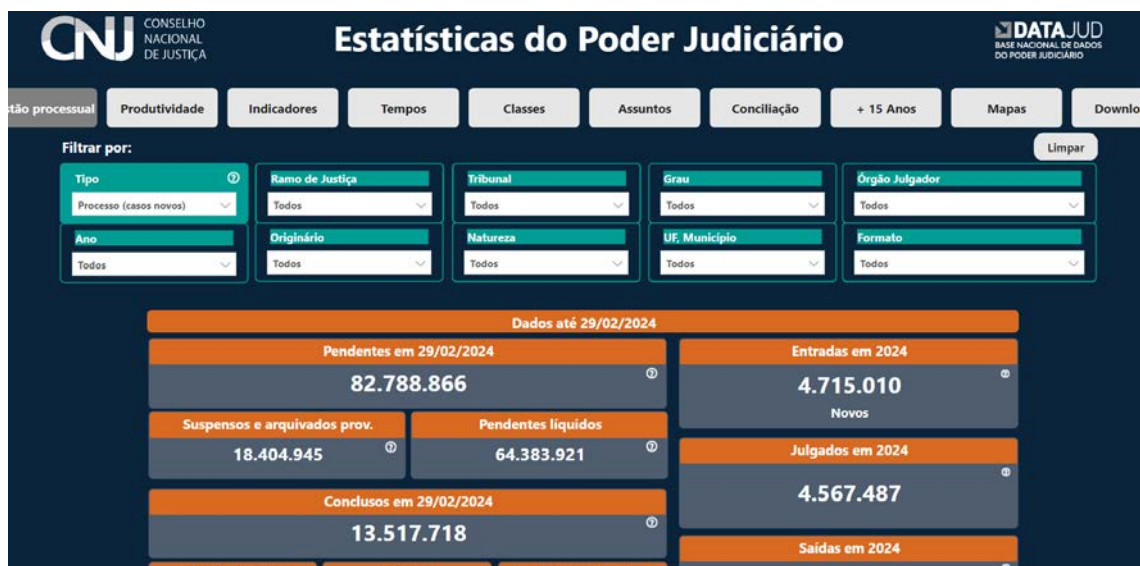 CNJ
CONSELHO
NACIONAL
DE JUSTIÇA
Estatísticas do Poder Judiciário
DATAJUD
BASE NACIONAL DE DADOS
DO PODER JUDICIÁRIO
stão processual Produtividade Indicadores Tempos Classes Assuntos Conciliação + 15 Anos Mapas Downlo
Filtrar por:
Limpar
Tipo Ramo de Justiça Tribunal Grau Órgão Julgador
Processo (casos novos) Todos Todos Todos Todos
Ano Originário Natureza UF, Município Formato
Todos Todos Todos Todos Todos
Dados até 29/02/2024
Pendentes em 29/02/2024
82.788.866
Suspensos e arquivados prov. Pendentes líquidos
18.404.945 64.383.921
Conclusos em 29/02/2024
13.517.718
Entradas em 2024
4.715.010
Novos
Julgados em 2024
4.567.487
Saídas em 2024